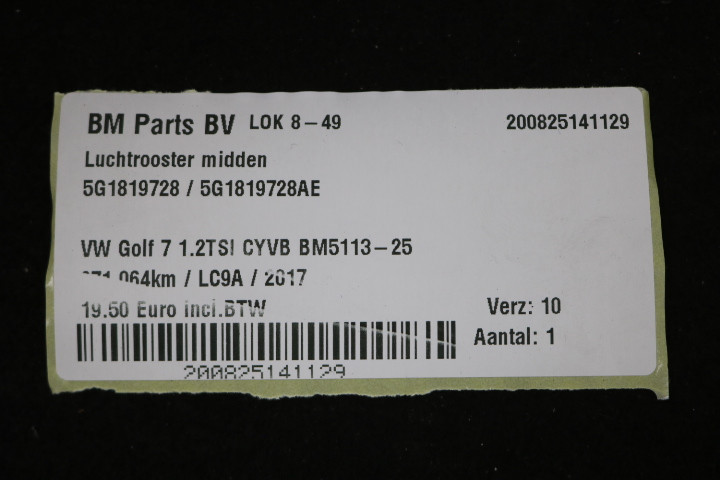 BM Parts BV LOK 8-49 200825141129
Luchtrooster midden
5G1819728 / 5G1819728AE
VW Golf 7 1.2TSI CYVB BM5113-25
/ LC9A / 2017
19.50 Euro incl.BTW Verz: 10
Aantal: 1
200825141129